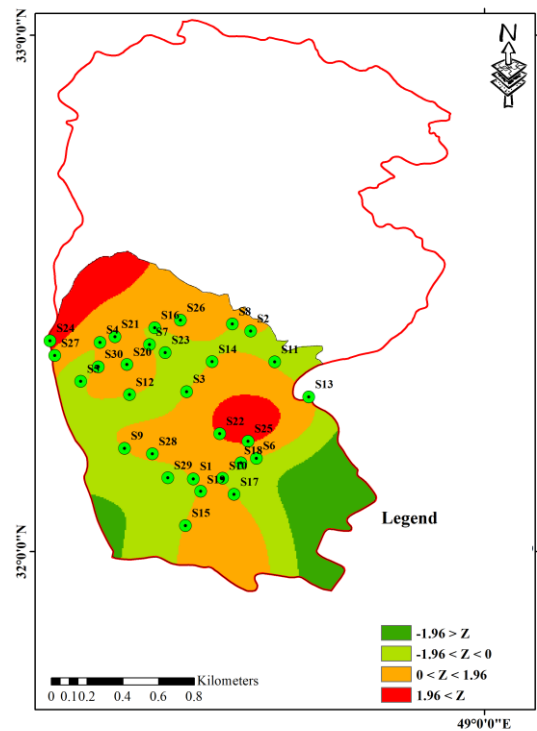 33°0'0"N
N
S24
S27
S4
S21
S16
S26
S8
S2
S7
S23
S30
S20
S14
S11
S12
S3
S13
S22
S25
S9
S28
S6
S18
S29
S1
S10
S17
S15
32°0'0"N
Legend
-1.96 > Z
-1.96 < Z < 0
0 < Z < 1.96
1.96 < Z
Kilometers
0 0.1 0.2 0.4 0.6 0.8
49°0'0"E